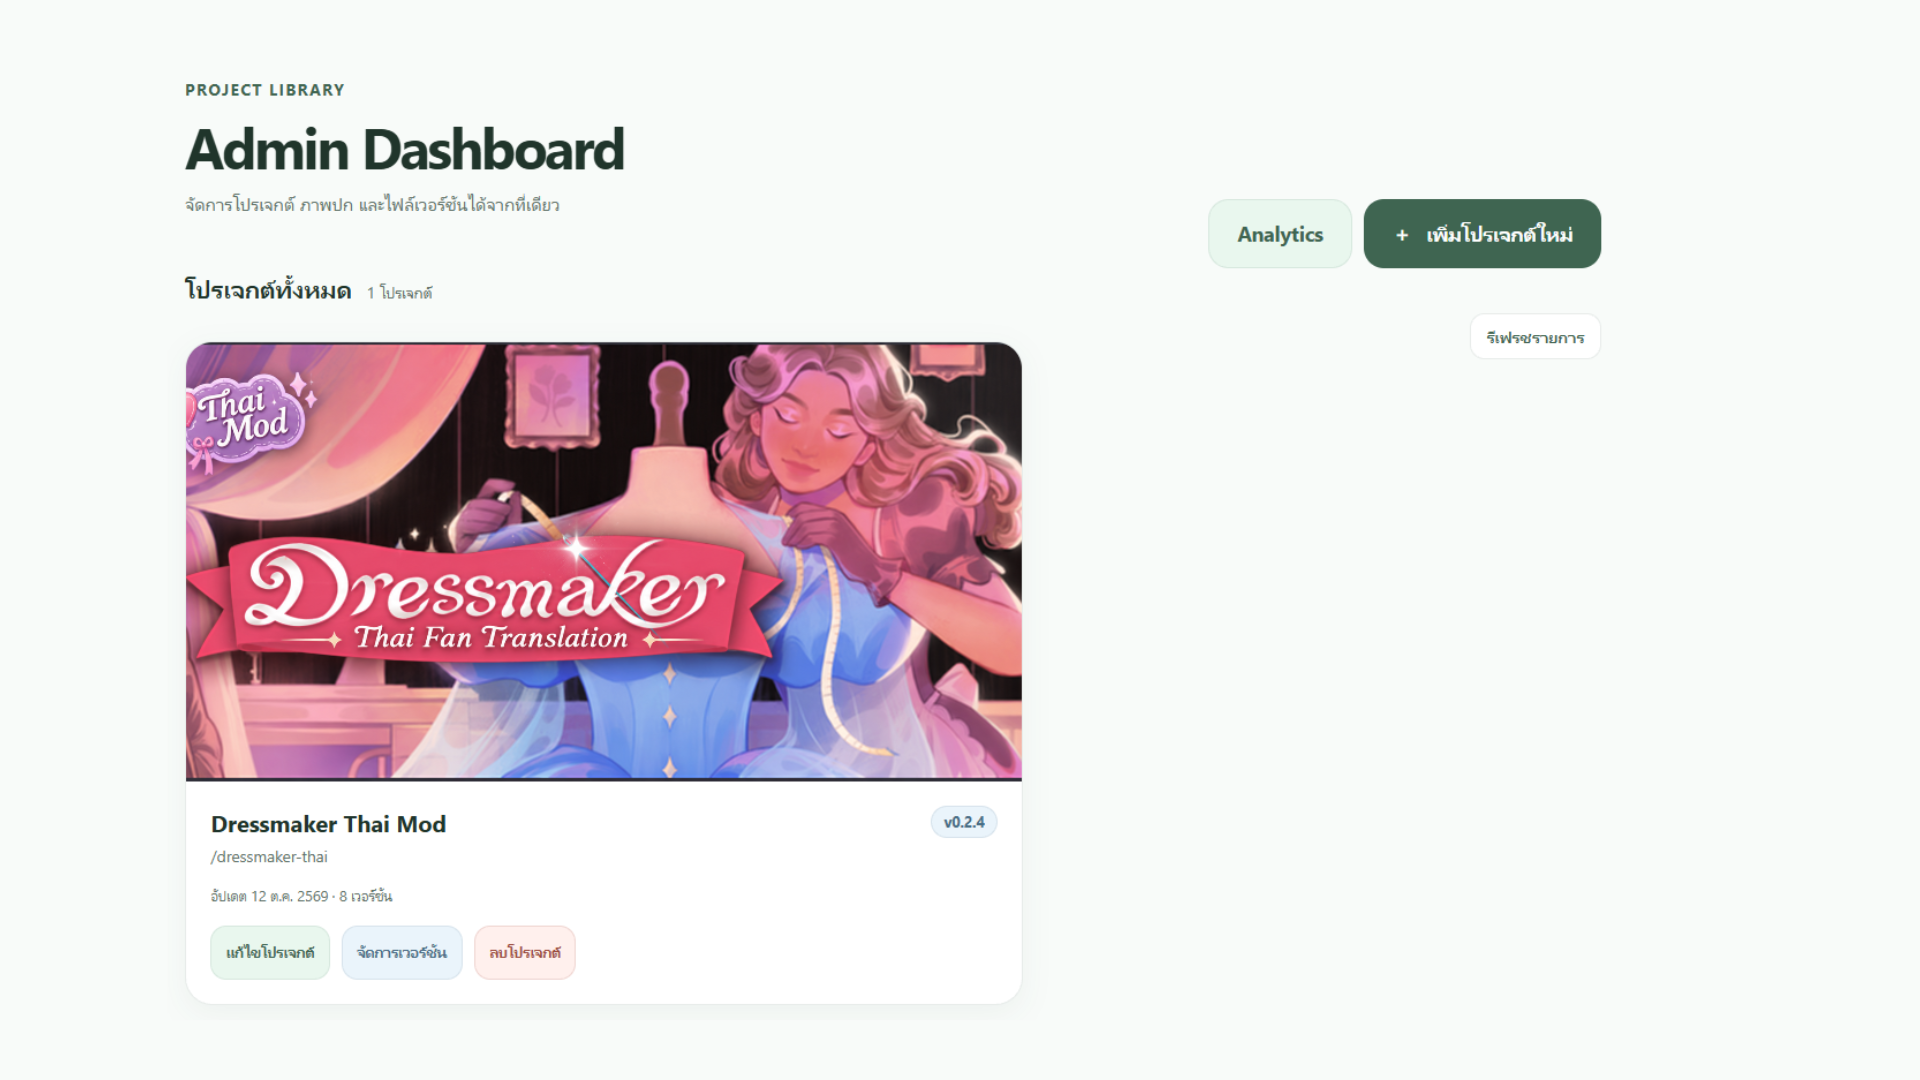 PROJECT LIBRARY
Admin Dashboard
จัดการโปรเจกต์ ภาพปก และไฟล์เวอร์ชันได้จากที่เดียว
Analytics
+ เพิ่มโปรเจกต์ใหม่
โปรเจกต์ทั้งหมด 1 โปรเจกต์
รีเฟรชรายการ
Thai
Mod
Dressmaker
Thai Fan Translation
Dressmaker Thai Mod
v0.2.4
/dressmaker-thai
อัปเดต 12 ต.ค. 2569 · 8 เวอร์ชัน
แก้ไขโปรเจกต์
จัดการเวอร์ชัน
ลบโปรเจกต์